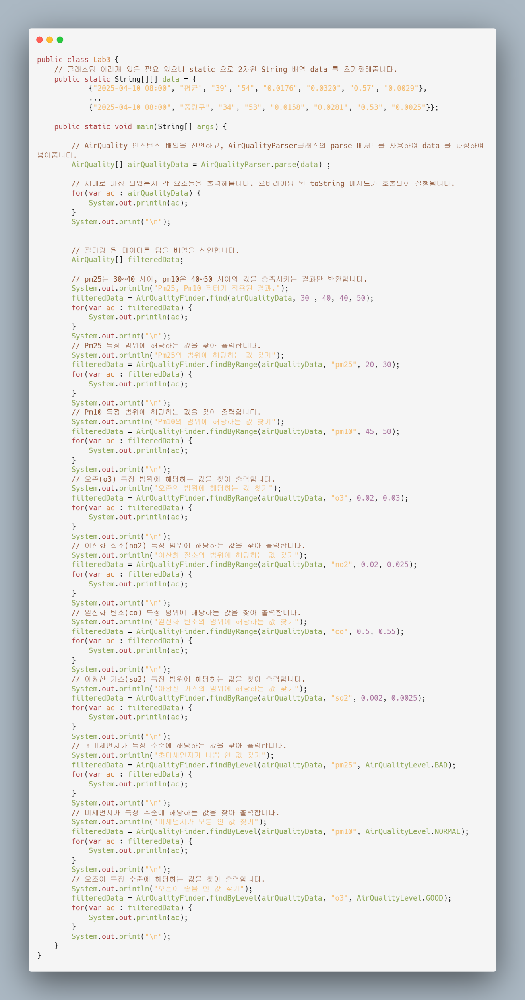 public class Lab3 {
    // 클래스당 여러개 있을 필요 없으니 static 으로 2차원 String 배열 data 를 초기화해줍니다.
    public static String[][] data = {
            {"2025-04-10 08:00", "평균", "39", "54", "0.0176", "0.0320", "0.57", "0.0029"},
            ...
            {"2025-04-10 08:00", "중랑구", "34", "53", "0.0158", "0.0281", "0.53", "0.0025"}};
    public static void main(String[] args) {
        // AirQuality 인스턴스 배열을 선언하고, AirQualityParser클래스의 parse 메서드를 사용하여 data 를 파싱하여
넣어줍니다.
        AirQuality[] airQualityData = AirQualityParser.parse(data) ;
        // 제대로 파싱 되었는지 각 요소들을 출력해봅니다. 오버라이딩 된 toString 메서드가 호출되어 실행됩니다.
        for(var ac : airQualityData) {
            System.out.println(ac);
        }
        System.out.print("\n");
        // 필터링 된 데이터를 담을 배열을 선언합니다.
        AirQuality[] filteredData;
        // pm25는 30~40 사이, pm10은 40~50 사이의 값을 충족시키는 결과만 반환합니다.
        System.out.println("Pm25, Pm10 필터가 적용된 결과.");
        filteredData = AirQualityFinder.find(airQualityData, 30 , 40, 40, 50);
        for(var ac : filteredData) {
            System.out.println(ac);
        }
        System.out.print("\n");
        // Pm25 특정 범위에 해당하는 값을 찾아 출력합니다.
        System.out.println("Pm25의 범위에 해당하는 값 찾기");
        filteredData = AirQualityFinder.findByRange(airQualityData, "pm25", 20, 30);
        for(var ac : filteredData) {
            System.out.println(ac);
        }
        System.out.print("\n");
        // Pm10 특정 범위에 해당하는 값을 찾아 출력합니다.
        System.out.println("Pm10의 범위에 해당하는 값 찾기");
        filteredData = AirQualityFinder.findByRange(airQualityData, "pm10", 45, 50);
        for(var ac : filteredData) {
            System.out.println(ac);
        }
        System.out.print("\n");
        // 오존(o3) 특정 범위에 해당하는 값을 찾아 출력합니다.
        System.out.println("오존의 범위에 해당하는 값 찾기");
        filteredData = AirQualityFinder.findByRange(airQualityData, "o3", 0.02, 0.03);
        for(var ac : filteredData) {
            System.out.println(ac);
        }
        System.out.print("\n");
        // 이산화 질소(no2) 특정 범위에 해당하는 값을 찾아 출력합니다.
        System.out.println("이산화 질소의 범위에 해당하는 값 찾기");
        filteredData = AirQualityFinder.findByRange(airQualityData, "no2", 0.02, 0.025);
        for(var ac : filteredData) {
            System.out.println(ac);
        }
        System.out.print("\n");
        // 일산화 탄소(co) 특정 범위에 해당하는 값을 찾아 출력합니다.
        System.out.println("일산화 탄소의 범위에 해당하는 값 찾기");
        filteredData = AirQualityFinder.findByRange(airQualityData, "co", 0.5, 0.55);
        for(var ac : filteredData) {
            System.out.println(ac);
        }
        System.out.print("\n");
        // 아황산 가스(so2) 특정 범위에 해당하는 값을 찾아 출력합니다.
        System.out.println("아황산 가스의 범위에 해당하는 값 찾기");
        filteredData = AirQualityFinder.findByRange(airQualityData, "so2", 0.002, 0.0025);
        for(var ac : filteredData) {
            System.out.println(ac);
        }
        System.out.print("\n");
        // 초미세먼지가 특정 수준에 해당하는 값을 찾아 출력합니다.
        System.out.println("초미세먼지가 나쁨 인 값 찾기");
        filteredData = AirQualityFinder.findByLevel(airQualityData, "pm25", AirQualityLevel.BAD);
        for(var ac : filteredData) {
            System.out.println(ac);
        }
        System.out.print("\n");
        // 미세먼지가 특정 수준에 해당하는 값을 찾아 출력합니다.
        System.out.println("미세먼지가 보통 인 값 찾기");
        filteredData = AirQualityFinder.findByLevel(airQualityData, "pm10", AirQualityLevel.NORMAL);
        for(var ac : filteredData) {
            System.out.println(ac);
        }
        System.out.print("\n");
        // 오조이 특정 수준에 해당하는 값을 찾아 출력합니다.
        System.out.println("오존이 좋음 인 값 찾기");
        filteredData = AirQualityFinder.findByLevel(airQualityData, "o3", AirQualityLevel.GOOD);
        for(var ac : filteredData) {
            System.out.println(ac);
        }
        System.out.print("\n");
    }
}